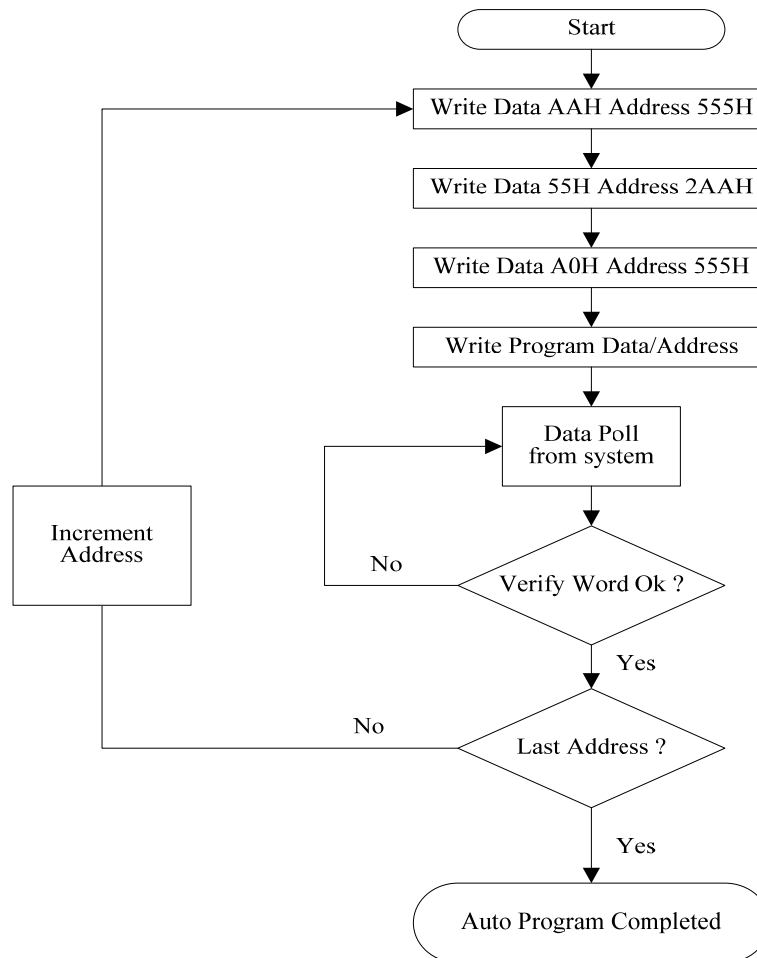 Start
Write Data AAH Address 555H
Write Data 55H Address 2AAH
Write Data A0H Address 555H
Write Program Data/Address
Data Poll
from system
Increment
Address
No
Verify Word Ok ?
Yes
No
Last Address ?
Yes
Auto Program Completed